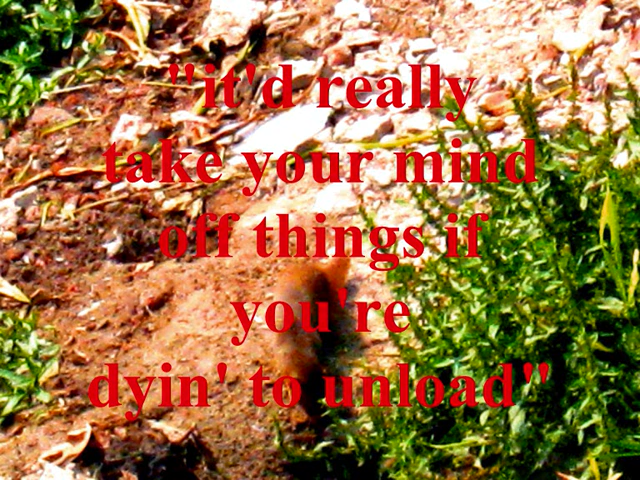 "it'd really
take your mind
off things if
you're
dyin' to unload"